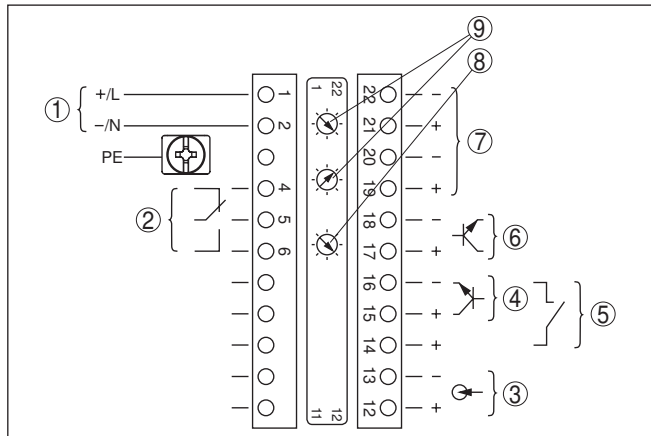 ⑨
⑧
① +/L 1 1 22 22 −
−/N 2 21 + ⑦
PE 20 −
4 19 +
② 5 18 − ⑥
6 17 +
16 − ④
15 + ⑤
14 +
13 − ③
11 12 12 +